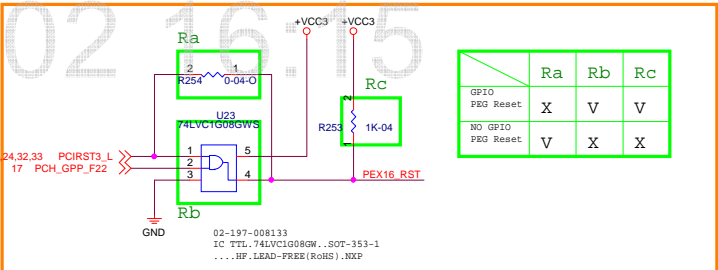 02 16:15
+VCC3 +VCC3
Ra
2 1
R254 0-04-O
Rc
2
R253 1K-04
1
U23
74LVC1G08GWS
,24,32,33 PCIRST3_L 1 5
17 PCH_GPP_F22 2
3 4 PEX16_RST
Rb
GND
02-197-008133
IC TTL.74LVC1G08GW..SOT-353-1
....HF.LEAD-FREE(RoHS).NXP
Ra Rb Rc
GPIO
PEG Reset X V V
NO GPIO
PEG Reset V X X